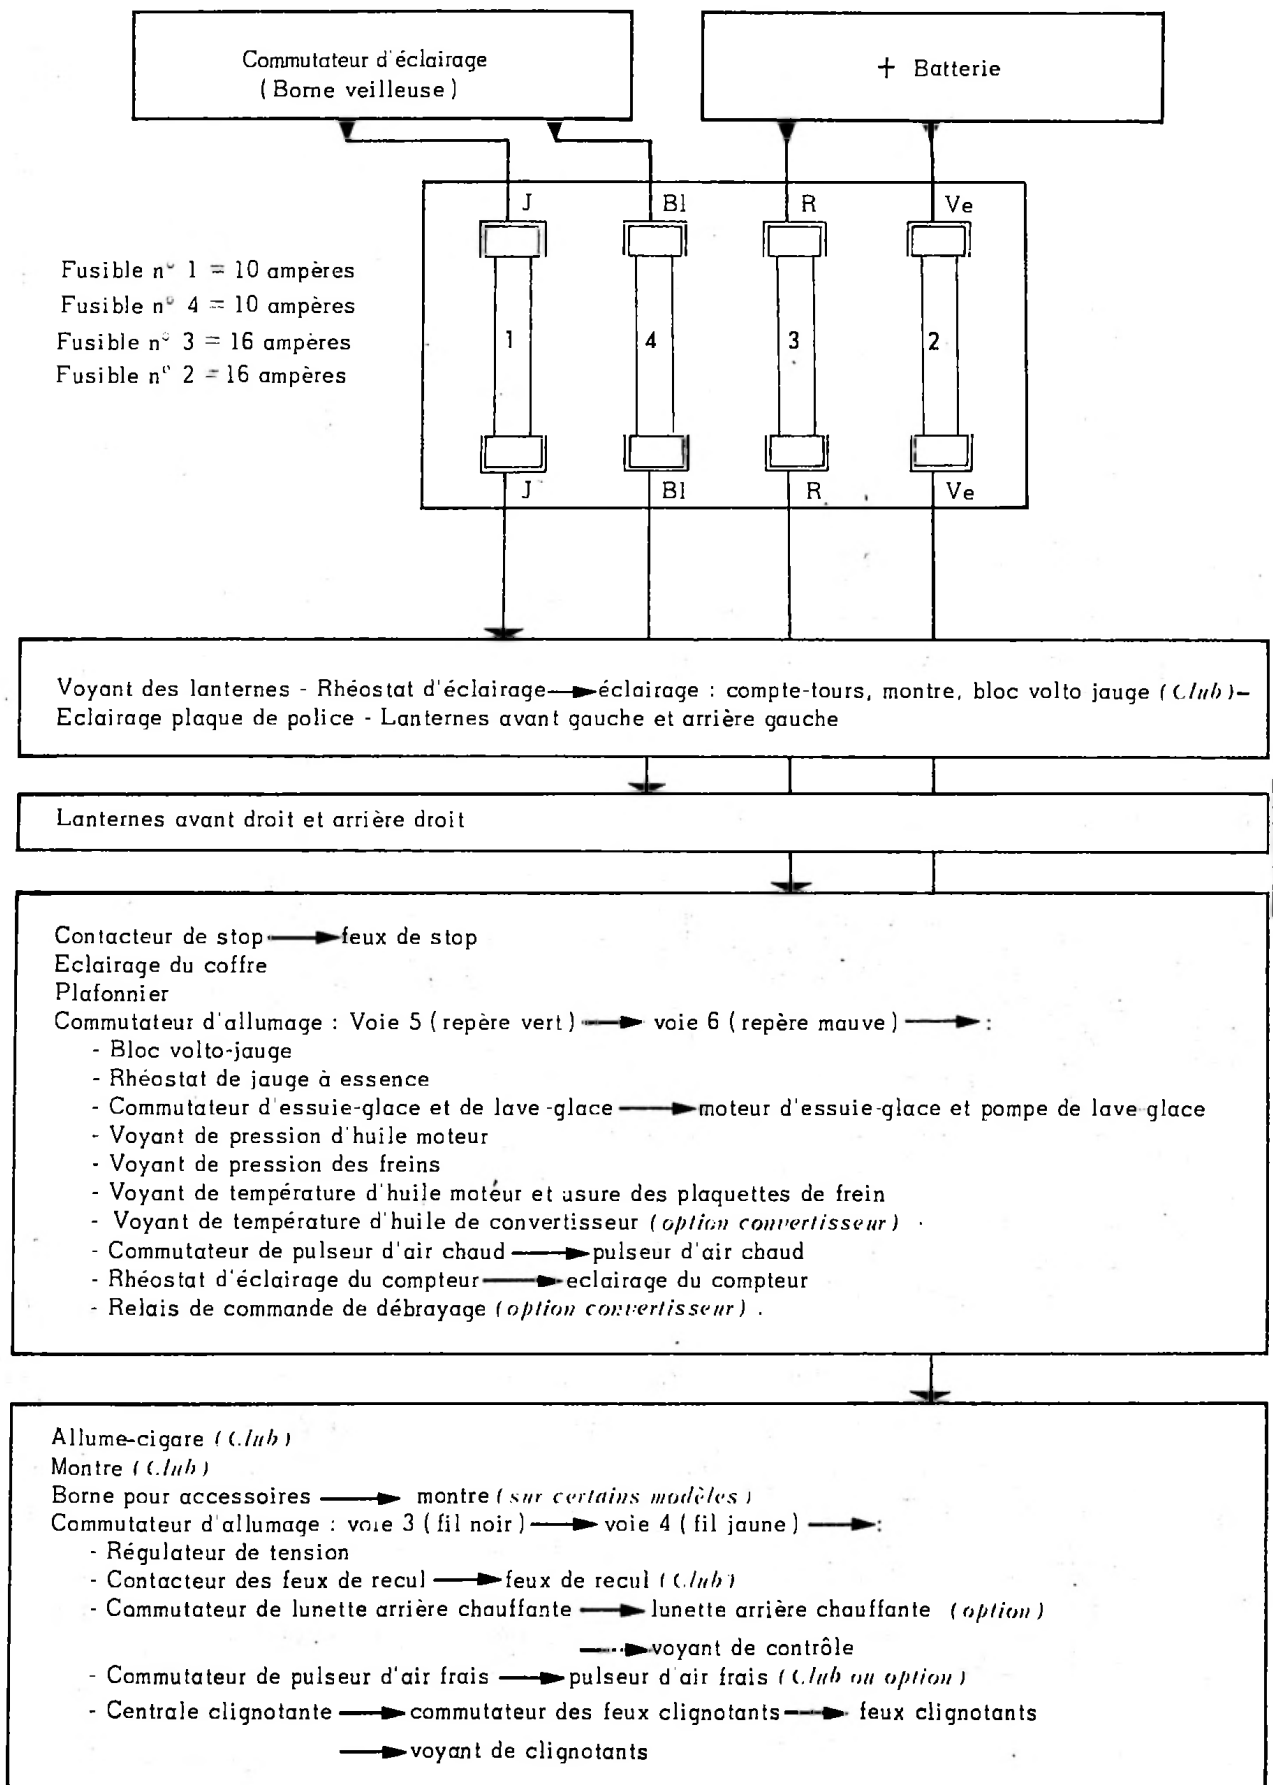 Commutateur d'éclairage
(Borne veilleuse)
+ Batterie
J Bl R Ve
Fusible n° 1 = 10 ampères
Fusible n° 4 = 10 ampères
Fusible n° 3 = 16 ampères
Fusible n° 2 = 16 ampères
1 4 3 2
J Bl R Ve
Voyant des lanternes - Rhéostat d'éclairage → éclairage : compte-tours, montre, bloc volto jauge (Club) -
Eclairage plaque de police - Lanternes avant gauche et arrière gauche
Lanternes avant droit et arrière droit
Contacteur de stop → feux de stop
Eclairage du coffre
Plafonnier
Commutateur d'allumage : Voie 5 (repère vert) → voie 6 (repère mauve) → :
- Bloc volto-jauge
- Rhéostat de jauge à essence
- Commutateur d'essuie-glace et de lave-glace → moteur d'essuie-glace et pompe de lave glace
- Voyant de pression d'huile moteur
- Voyant de pression des freins
- Voyant de température d'huile motéur et usure des plaquettes de frein
- Voyant de température d'huile de convertisseur (option convertisseur) .
- Commutateur de pulseur d'air chaud → pulseur d'air chaud
- Rhéostat d'éclairage du compteur → eclairage du compteur
- Relais de commande de débrayage (option convertisseur) .
Allume-cigare (Club)
Montre (Club)
Borne pour accessoires → montre (sur certains modèles)
Commutateur d'allumage : voie 3 (fil noir) → voie 4 (fil jaune) → :
- Régulateur de tension
- Contacteur des feux de recul → feux de recul (Club)
- Commutateur de lunette arrière chauffante → lunette arrière chauffante (option)
→ voyant de contrôle
- Commutateur de pulseur d'air frais → pulseur d'air frais (Club ou option)
- Centrale clignotante → commutateur des feux clignotants → feux clignotants
→ voyant de clignotants